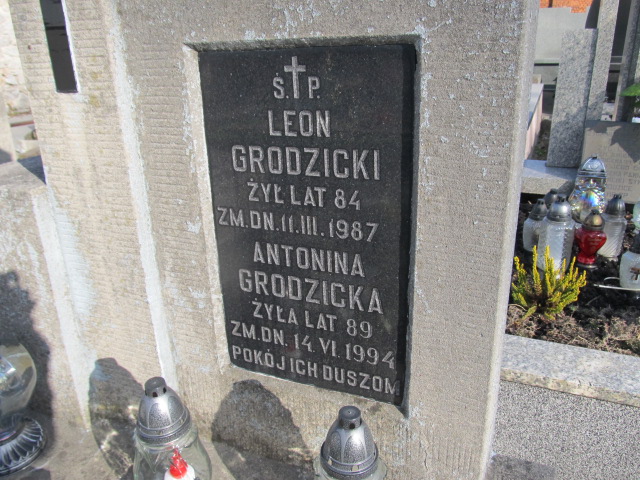 Ś.P.
LEON
GRODZICKI
ŻYŁ LAT 84
ZM. DN. 11. III. 1987
ANTONINA
GRODZICKA
ŻYŁA LAT 89
ZM. DN. 14. VI. 1994
POKÓJ ICH DUSZOM